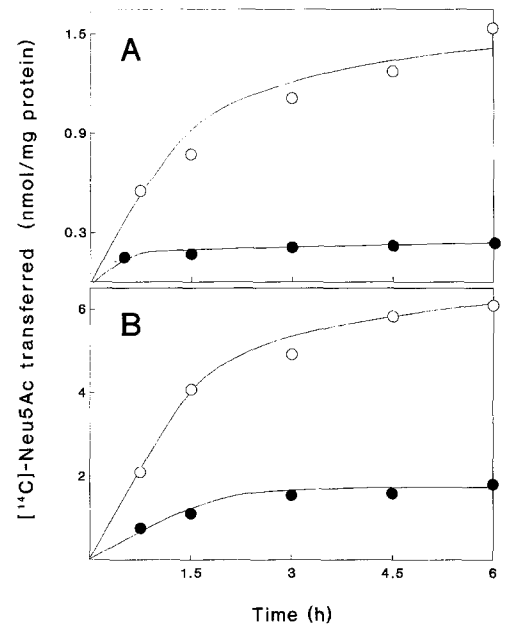 A
1.5
0.9
0.3
B
6
4
2
[¹⁴C]-Neu5Ac transferred (nmol/mg protein)
1.5 3 4.5 6
Time (h)